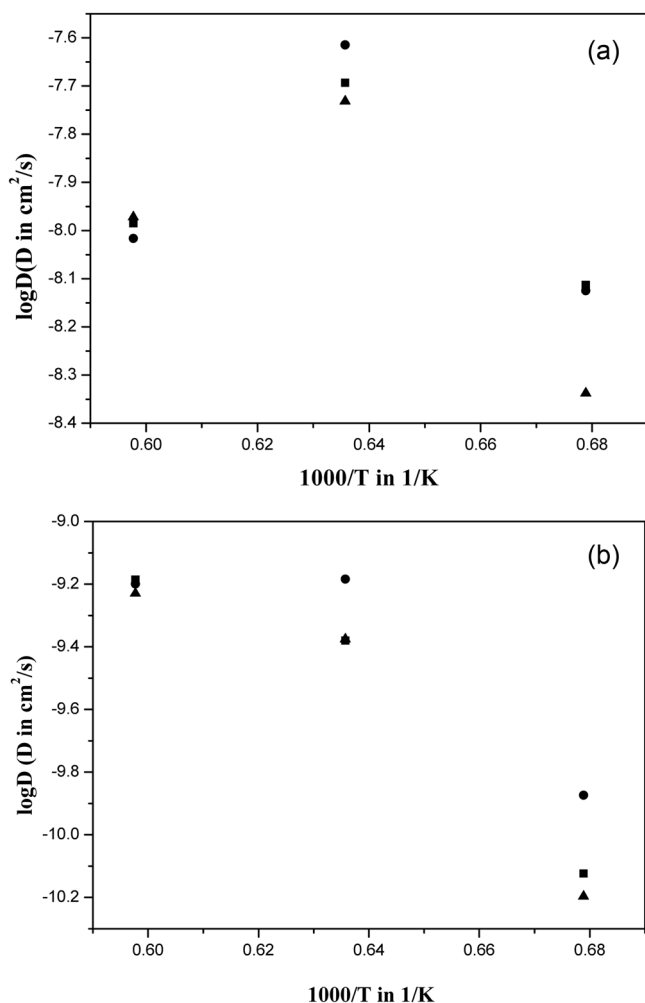 (a)
logD(D in cm²/s)
-7.6
-7.7
-7.8
-7.9
-8.0
-8.1
-8.2
-8.3
-8.4
0.60 0.62 0.64 0.66 0.68
1000/T in 1/K
(b)
logD (D in cm²/s)
-9.0
-9.2
-9.4
-9.6
-9.8
-10.0
-10.2
0.60 0.62 0.64 0.66 0.68
1000/T in 1/K